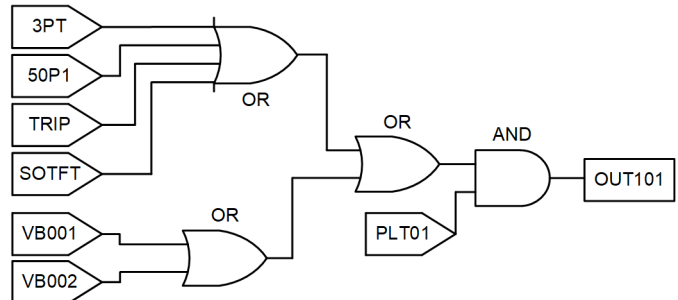 3PT
50P1
TRIP
SOTFT
OR
OR
AND
OUT101
OR
PLT01
VB001
VB002